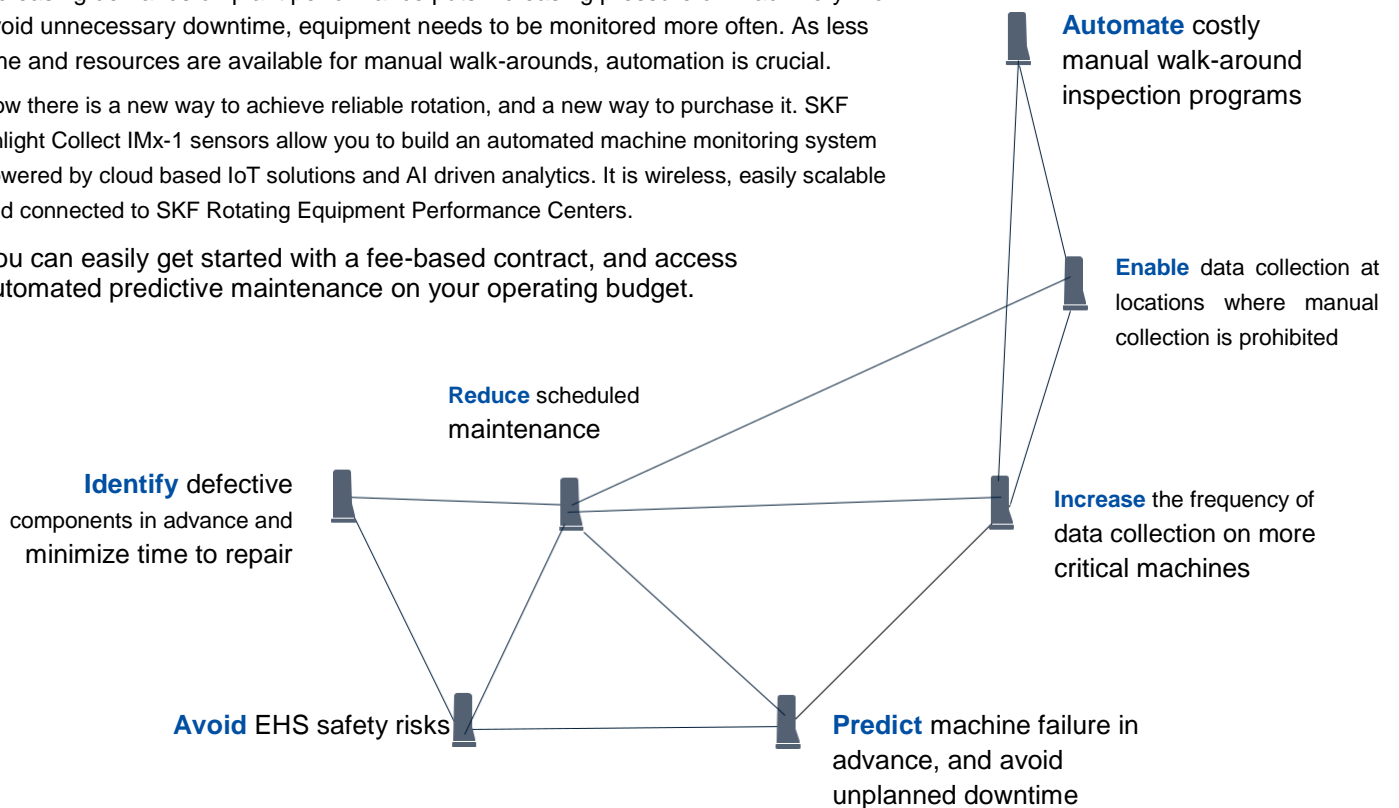 void unnecessary downtime, equipment needs to be monitored more often. As less
me and resources are available for manual walk-arounds, automation is crucial.
ow there is a new way to achieve reliable rotation, and a new way to purchase it. SKF
nlight Collect IMx-1 sensors allow you to build an automated machine monitoring system
owered by cloud based IoT solutions and AI driven analytics. It is wireless, easily scalable
d connected to SKF Rotating Equipment Performance Centers.
ou can easily get started with a fee-based contract, and access
utomated predictive maintenance on your operating budget.
Automate costly
manual walk-around
inspection programs
Enable data collection at
locations where manual
collection is prohibited
Reduce scheduled
maintenance
Identify defective
components in advance and
minimize time to repair
Increase the frequency of
data collection on more
critical machines
Avoid EHS safety risks
Predict machine failure in
advance, and avoid
unplanned downtime